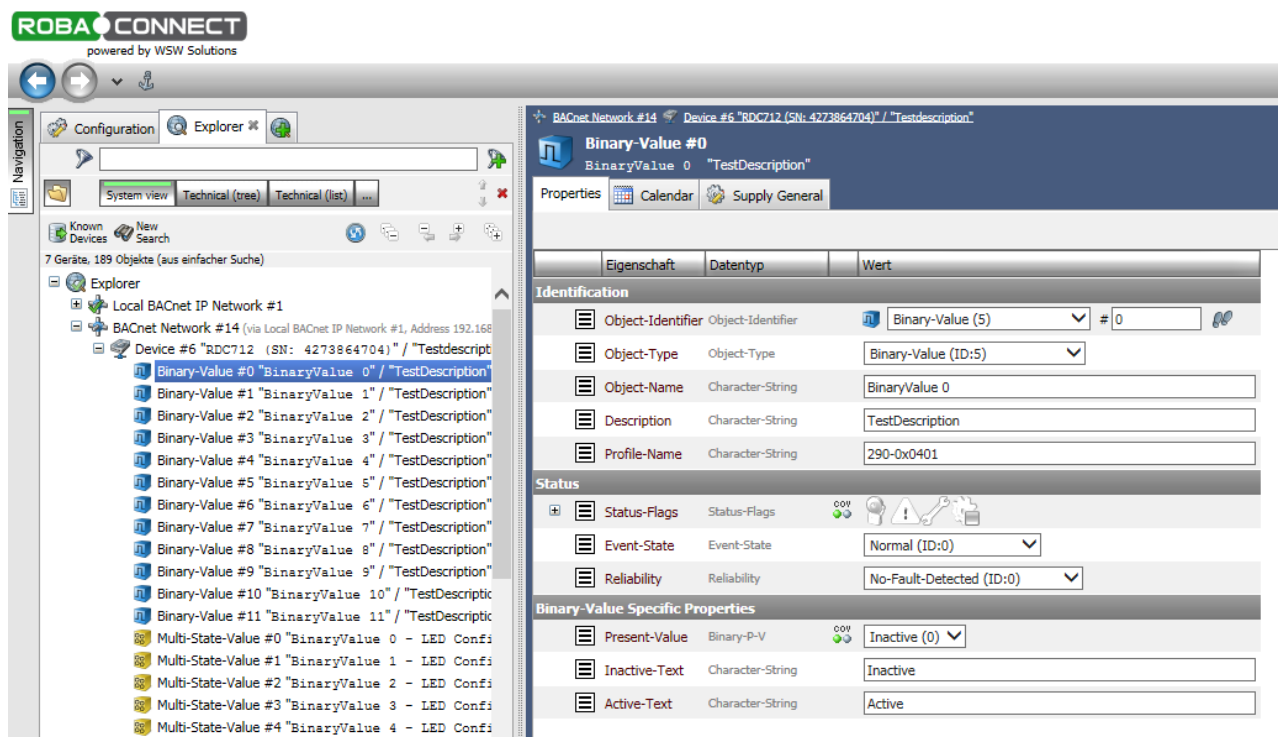 ROBA CONNECT
powered by WSW Solutions
Navigation
Configuration
Explorer
System view
Technical (tree)
Technical (list)
...
Known Devices
New Search
7 Geräte, 189 Objekte (aus einfacher Suche)
Explorer
Local BACnet IP Network #1
BACnet Network #14 (via Local BACnet IP Network #1, Address 192.168
Device #6 "RDC712 (SN: 4273864704)" / "Testdescript
Binary-Value #0 "BinaryValue 0" / "TestDescription"
Binary-Value #1 "BinaryValue 1" / "TestDescription"
Binary-Value #2 "BinaryValue 2" / "TestDescription"
Binary-Value #3 "BinaryValue 3" / "TestDescription"
Binary-Value #4 "BinaryValue 4" / "TestDescription"
Binary-Value #5 "BinaryValue 5" / "TestDescription"
Binary-Value #6 "BinaryValue 6" / "TestDescription"
Binary-Value #7 "BinaryValue 7" / "TestDescription"
Binary-Value #8 "BinaryValue 8" / "TestDescription"
Binary-Value #9 "BinaryValue 9" / "TestDescription"
Binary-Value #10 "BinaryValue 10" / "TestDescriptic
Binary-Value #11 "BinaryValue 11" / "TestDescriptic
Multi-State-Value #0 "BinaryValue 0 - LED Confi
Multi-State-Value #1 "BinaryValue 1 - LED Confi
Multi-State-Value #2 "BinaryValue 2 - LED Confi
Multi-State-Value #3 "BinaryValue 3 - LED Confi
Multi-State-Value #4 "BinaryValue 4 - LED Confi
BACnet Network #14 Device #6 "RDC712 (SN: 4273864704)" / "Testdescription"
Binary-Value #0
BinaryValue 0 "TestDescription"
Properties
Calendar
Supply General
Eigenschaft Datentyp Wert
Identification
Object-Identifier Object-Identifier Binary-Value (5) # 0
Object-Type Object-Type Binary-Value (ID:5)
Object-Name Character-String BinaryValue 0
Description Character-String TestDescription
Profile-Name Character-String 290-0x0401
Status
Status-Flags Status-Flags COV
Event-State Event-State Normal (ID:0)
Reliability Reliability No-Fault-Detected (ID:0)
Binary-Value Specific Properties
Present-Value Binary-P-V COV Inactive (0)
Inactive-Text Character-String Inactive
Active-Text Character-String Active